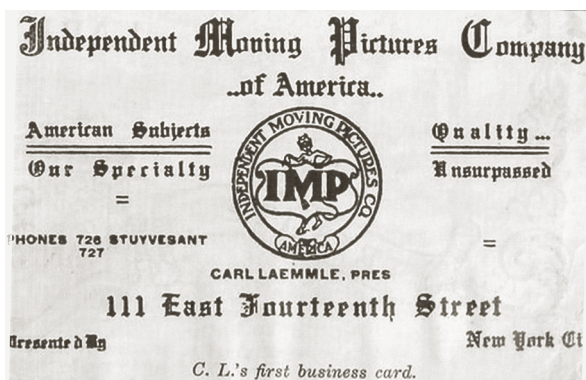 Independent Moving Pictures Company
..of America..
American Subjects
Our Specialty
=
Quality...
Unsurpassed
=
INDEPENDENT MOVING PICTURES CO.
IMP
AMERICA
PHONES 726 STUYVESANT
727
CARL LAEMMLE, PRES
111 East Fourteenth Street
Presented By
New York Ci
C. L.'s first business card.